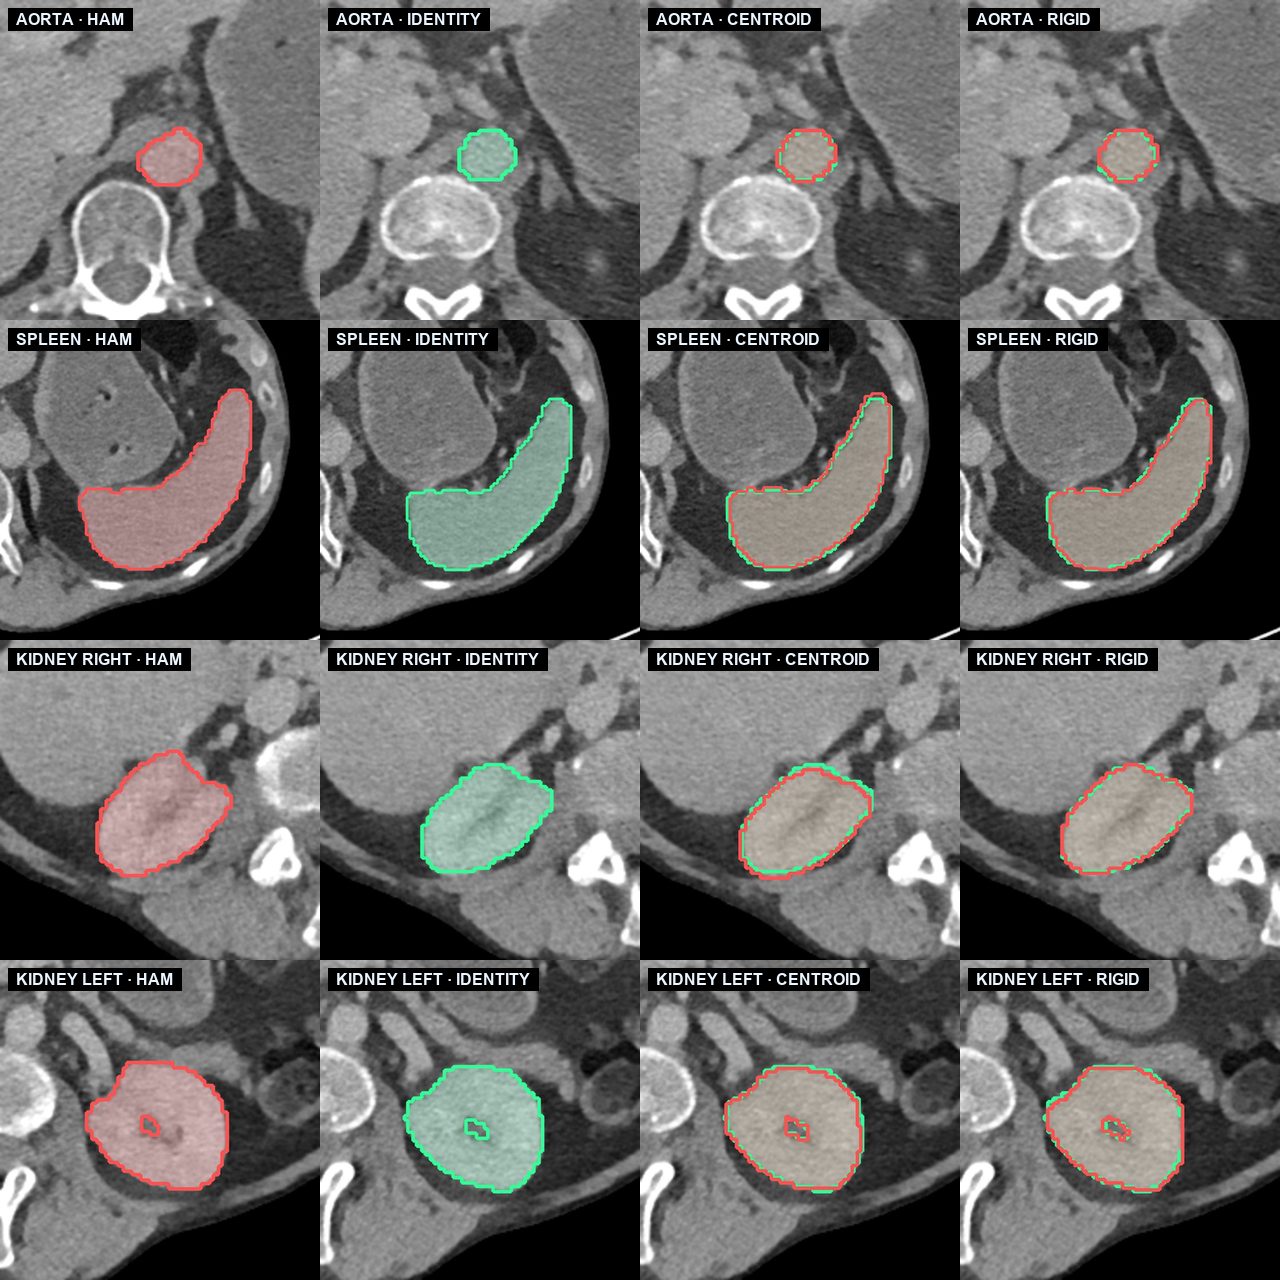 AORTA · HAM
AORTA · IDENTITY
AORTA · CENTROID
AORTA · RIGID
SPLEEN · HAM
SPLEEN · IDENTITY
SPLEEN · CENTROID
SPLEEN · RIGID
KIDNEY RIGHT · HAM
KIDNEY RIGHT · IDENTITY
KIDNEY RIGHT · CENTROID
KIDNEY RIGHT · RIGID
KIDNEY LEFT · HAM
KIDNEY LEFT · IDENTITY
KIDNEY LEFT · CENTROID
KIDNEY LEFT · RIGID